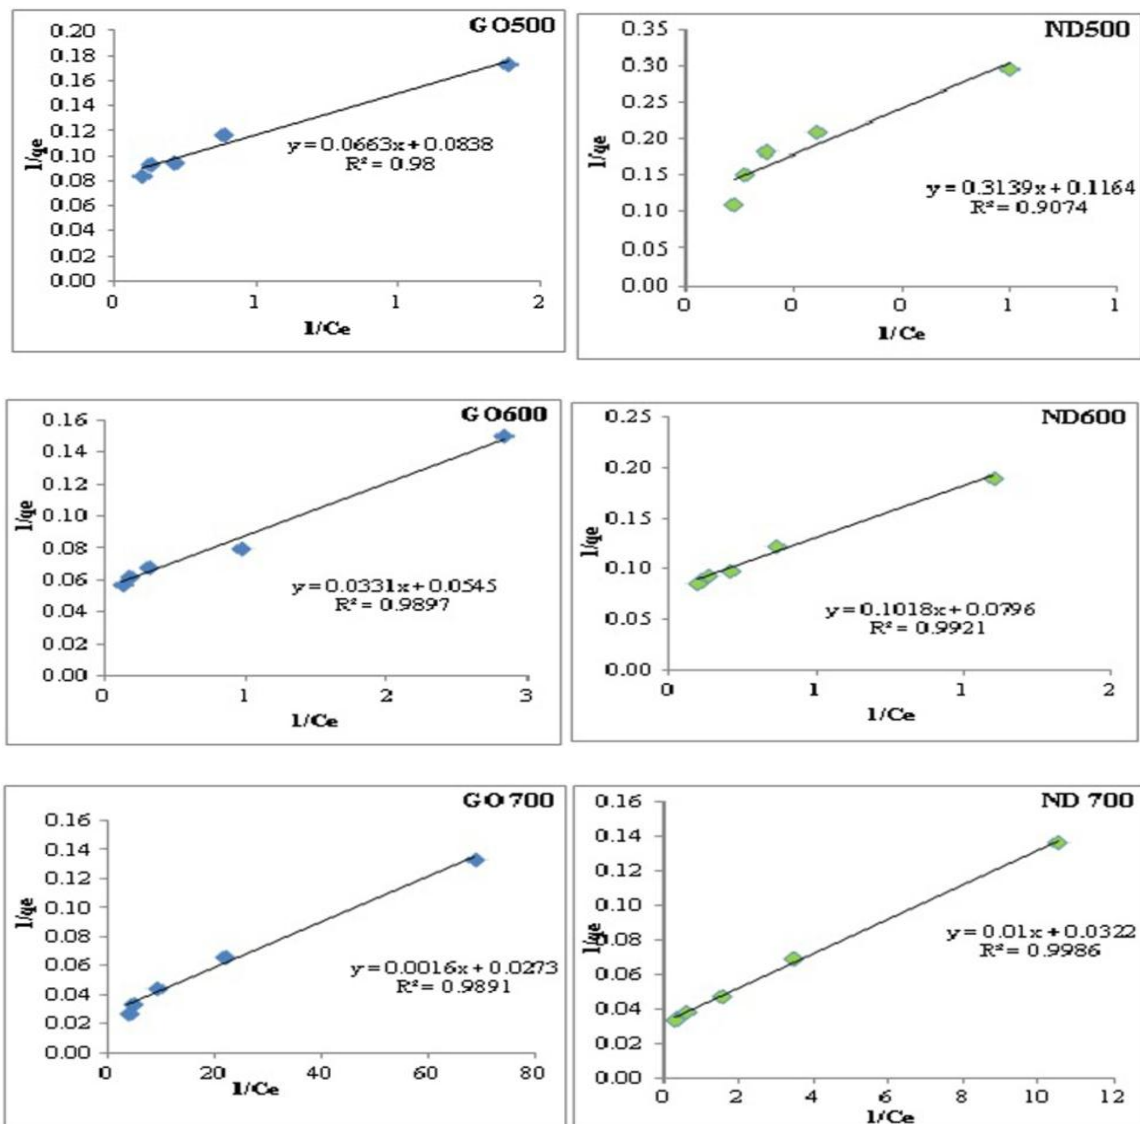 GO500
0.20
0.18
0.16
0.14
0.12
0.10
0.08
0.06
0.04
0.02
0.00
1/qe
y = 0.0663x + 0.0838
R² = 0.98
0 1 1 2
1/Ce
ND500
0.35
0.30
0.25
0.20
0.15
0.10
0.05
0.00
1/qe
y = 0.3139x + 0.1164
R² = 0.9074
0 0 0 1 1
1/Ce
GO600
0.16
0.14
0.12
0.10
0.08
0.06
0.04
0.02
0.00
1/qe
y = 0.0331x + 0.0545
R² = 0.9897
0 1 2 3
1/Ce
ND600
0.25
0.20
0.15
0.10
0.05
0.00
1/qe
y = 0.1018x + 0.0796
R² = 0.9921
0 1 1 2
1/Ce
GO 700
0.16
0.14
0.12
0.10
0.08
0.06
0.04
0.02
0.00
1/qe
y = 0.0016x + 0.0273
R² = 0.9891
0 20 40 60 80
1/Ce
ND 700
0.16
0.14
0.12
0.10
0.08
0.06
0.04
0.02
0.00
1/qe
y = 0.01x + 0.0322
R² = 0.9986
0 2 4 6 8 10 12
1/Ce